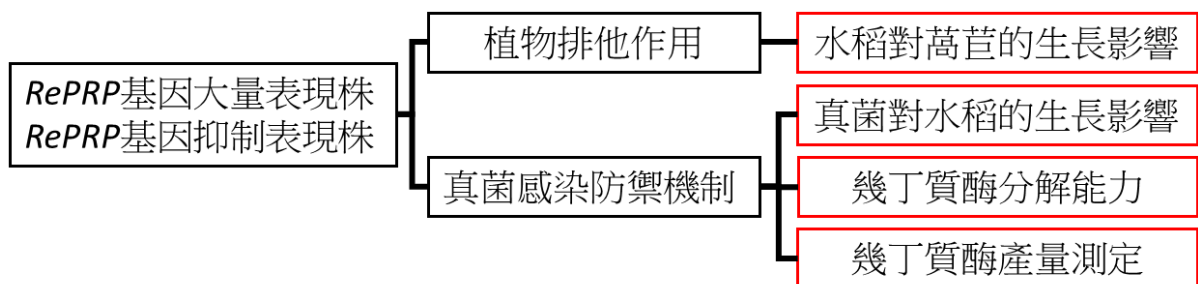 RePRP基因大量表現株
RePRP基因抑制表現株
植物排他作用
水稻對萵苣的生長影響
真菌感染防禦機制
真菌對水稻的生長影響
幾丁質酶分解能力
幾丁質酶產量測定